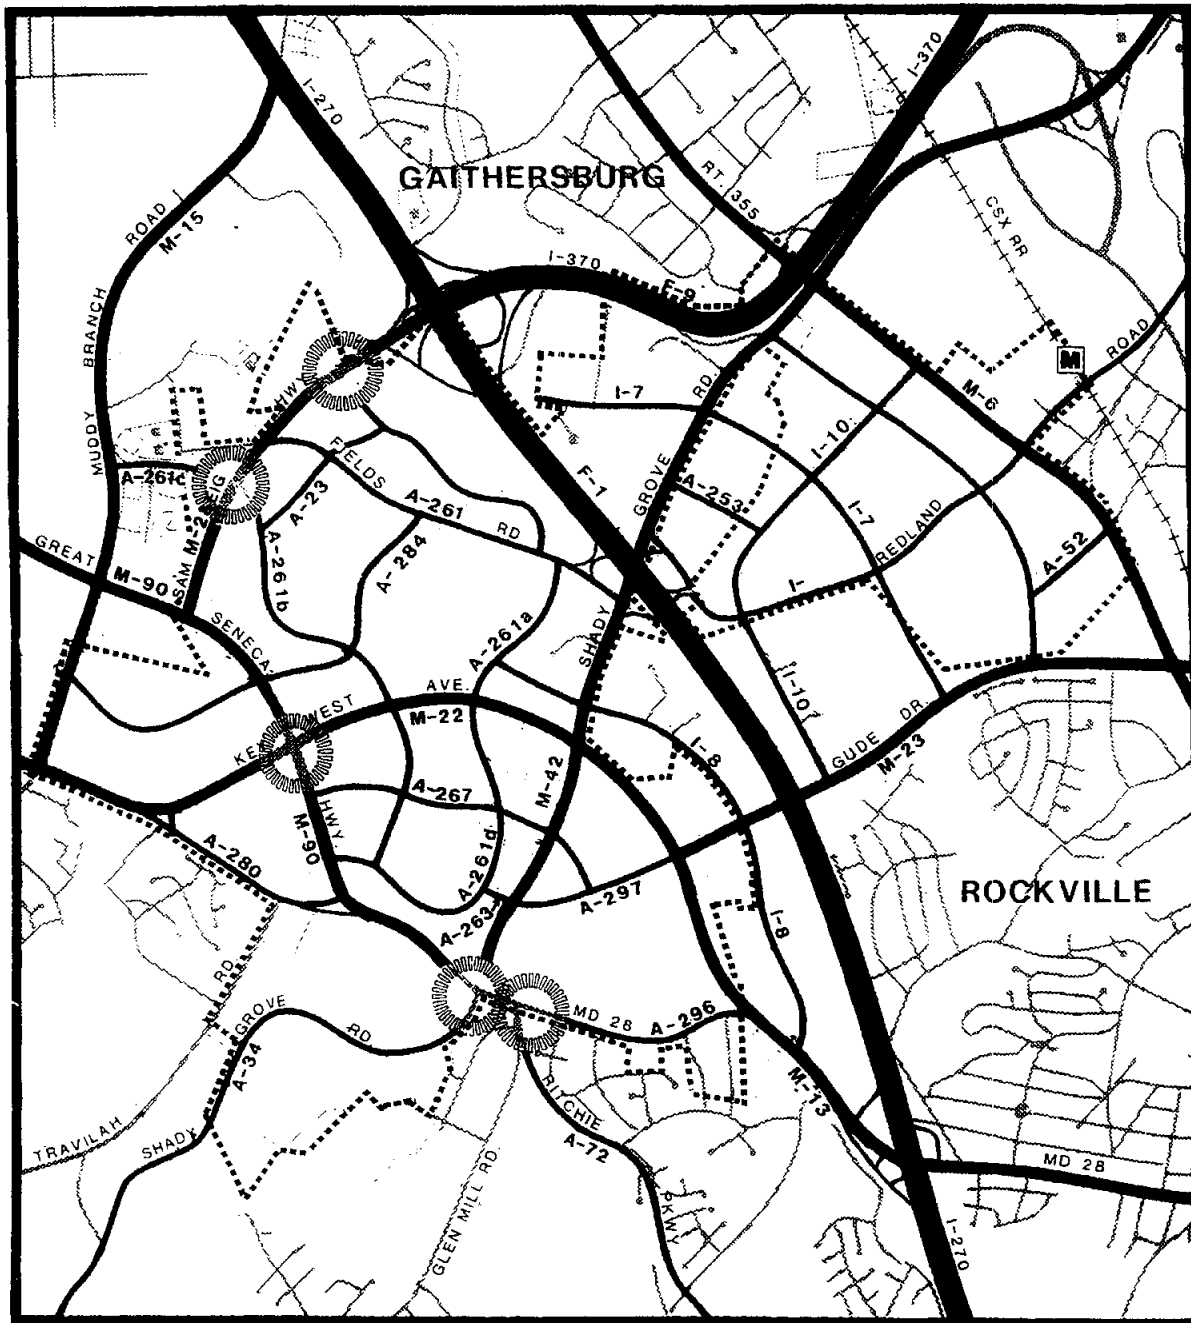 I-370
I-270
GAITHERSBURG
RT. 355
ROAD
M-15
CSX RR
I-370
F-9
BRANCH
ROAD
M
HWY
RD.
I-7
M-6
MUDDY
FIELDS
I-10
A-261c
A-23
EIG
GROVE
A-253
F-1
A-261
RD
I-7
REDLAND
GREAT
M-90
SAM
M-2
A-261b
A-284
A-52
I-
SENECA
A-261a
SHADY
I-10
AVE.
WEST
M-22
KEY
I-8
GUDE DR.
M-23
M-42
A-267
HWY.
M-90
A-280
A-261d
A-263
A-297
ROCKVILLE
I-8
RD
GROVE
RD
MD 28
A-296
A-34
M-13
RITCHIE
A-72
TRAVILAH
SHADY
MD 28
GLEN MILL RD.
PKWY
I-270